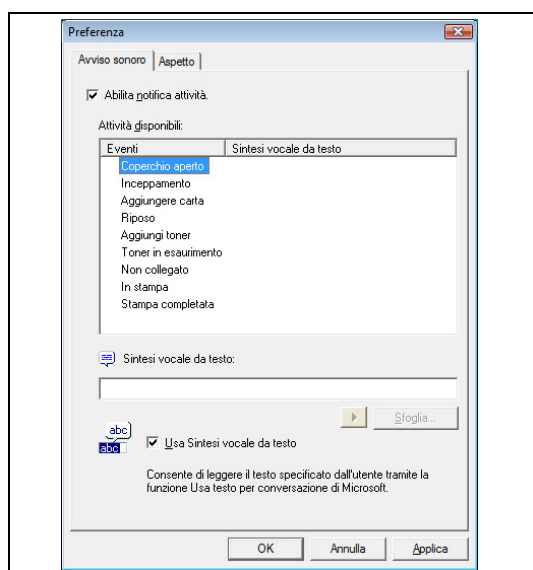 Preferenza
Avviso sonoro Aspetto
Abilita notifica attività.
Attività disponibili:
Eventi Sintesi vocale da testo
Coperchio aperto
Inceppamento
Aggiungere carta
Riposo
Aggiungi toner
Toner in esaurimento
Non collegato
In stampa
Stampa completata
Sintesi vocale da testo:
Sfoglia...
abc
abc
Usa Sintesi vocale da testo
Consente di leggere il testo specificato dall'utente tramite la
funzione Usa testo per conversazione di Microsoft.
OK Annulla Applica